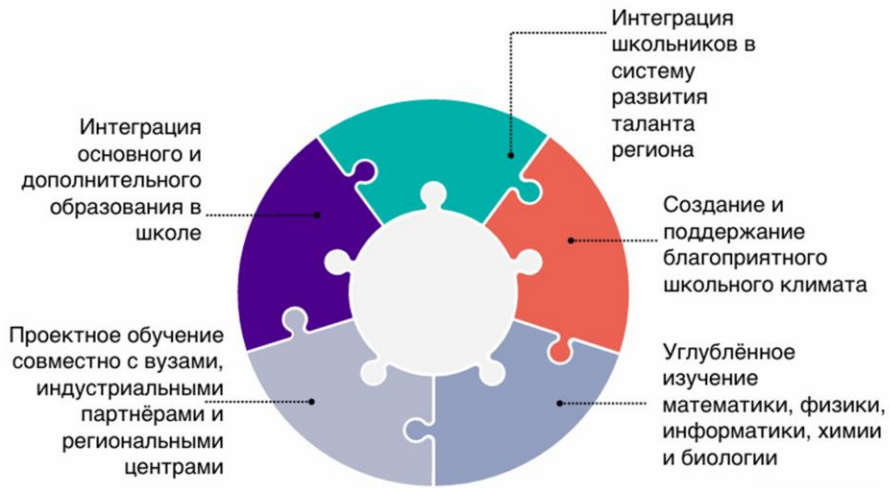 Интеграция
школьников в
систему
развития
таланта
региона
Интеграция
основного и
дополнительного
образования в
школе
Создание и
поддержание
благоприятного
школьного климата
Проектное обучение
совместно с вузами,
индустриальными
партнёрами и
региональными
центрами
Углублённое
изучение
математики, физики,
информатики, химии
и биологии